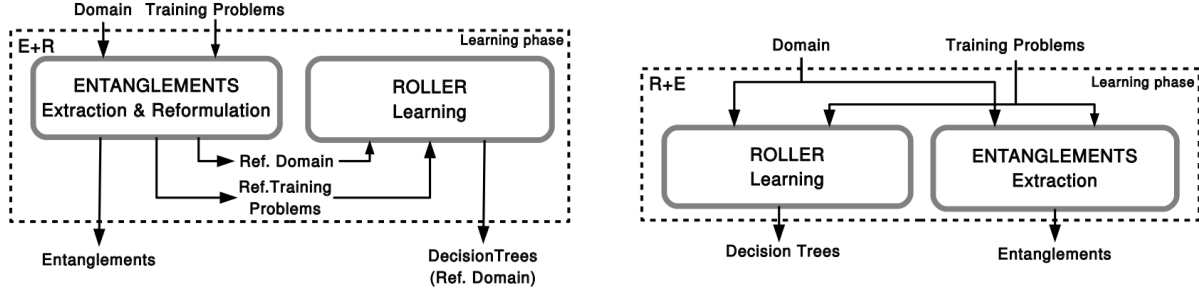 Domain Training Problems
E+R
Learning phase
ENTANGLEMENTS
Extraction & Reformulation
ROLLER
Learning
Ref. Domain
Ref.Training
Problems
Entanglements
DecisionTrees
(Ref. Domain)
Domain
Training Problems
R+E
Learning phase
ROLLER
Learning
ENTANGLEMENTS
Extraction
Decision Trees
Entanglements